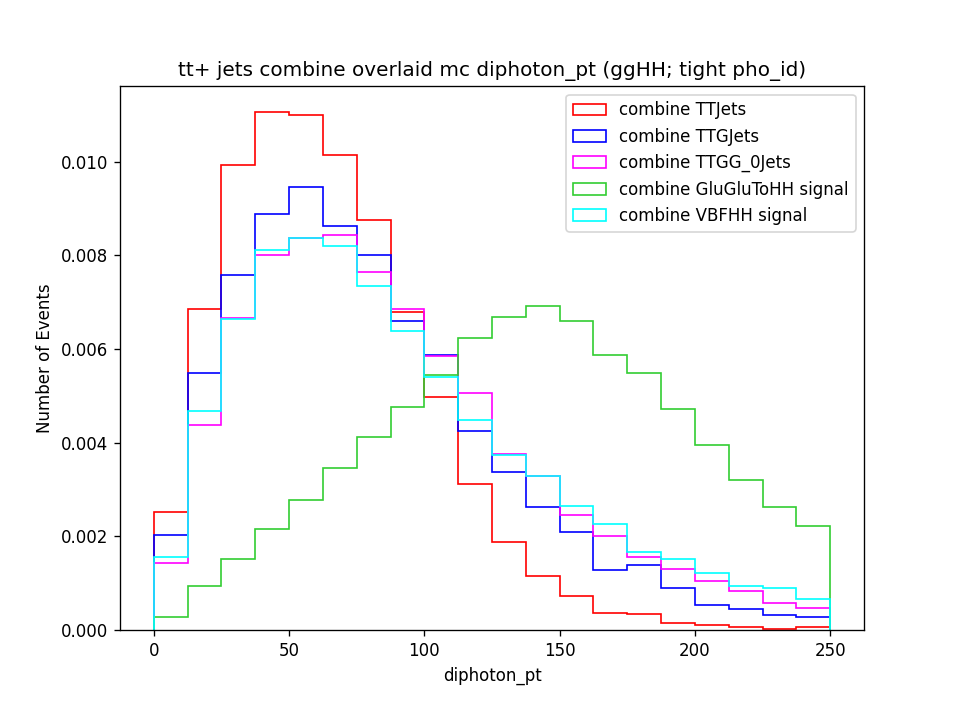 tt+ jets combine overlaid mc diphoton_pt (ggHH; tight pho_id)
combine TTJets
combine TTGJets
combine TTGG_0Jets
combine GluGluToHH signal
combine VBFHH signal
Number of Events
0.010
0.008
0.006
0.004
0.002
0.000
0 50 100 150 200 250
diphoton_pt